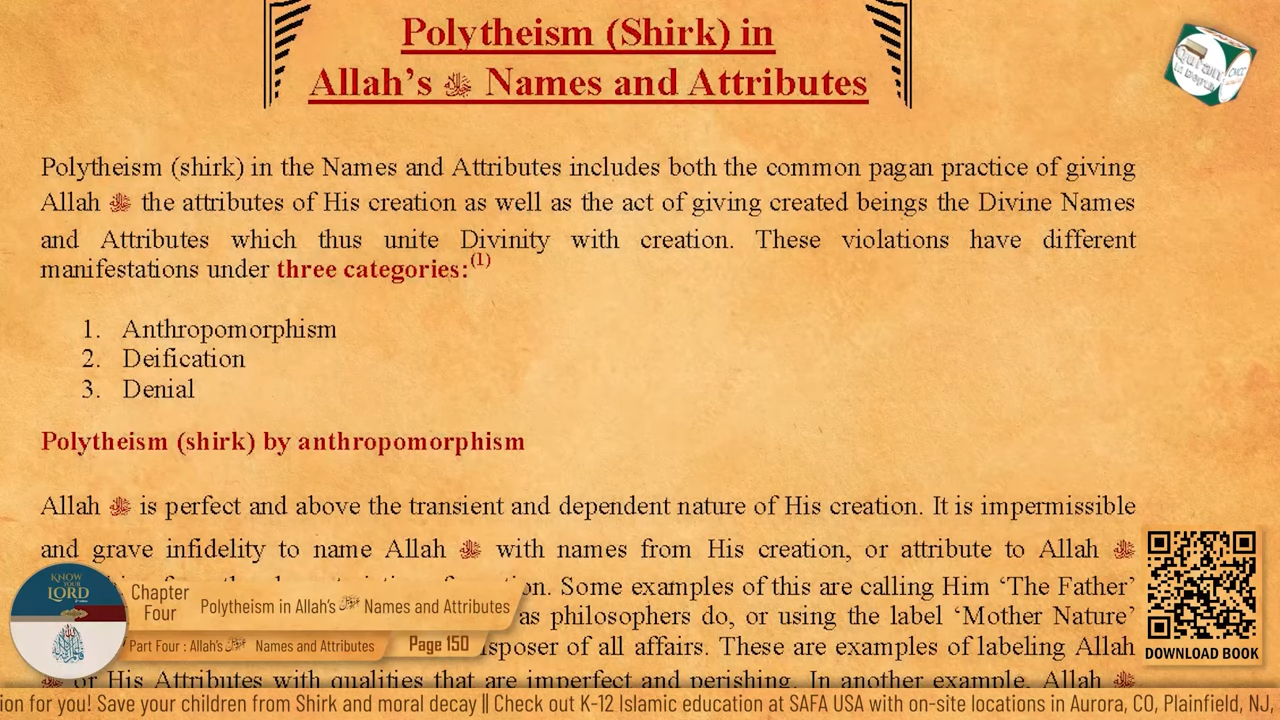 Polytheism (Shirk) in
Allah's ﷻ Names and Attributes
Polytheism (shirk) in the Names and Attributes includes both the common pagan practice of giving
Allah ﷻ the attributes of His creation as well as the act of giving created beings the Divine Names
and Attributes which thus unite Divinity with creation. These violations have different
manifestations under three categories:(1)
1. Anthropomorphism
2. Deification
3. Denial
Polytheism (shirk) by anthropomorphism
Allah ﷻ is perfect and above the transient and dependent nature of His creation. It is impermissible
and grave infidelity to name Allah ﷻ with names from His creation, or attribute to Allah ﷻ
on. Some examples of this are calling Him 'The Father'
as philosophers do, or using the label 'Mother Nature'
sposer of all affairs. These are examples of labeling Allah
ﷻ or His Attributes with qualities that are imperfect and perishing. In another example, Allah ﷻ
KNOW
YOUR
LORD
Chapter
Four
Polytheism in Allah's ﷻ Names and Attributes
Part Four : Allah's ﷻ Names and Attributes
Page 150
DOWNLOAD BOOK
ion for you! Save your children from Shirk and moral decay || Check out K-12 Islamic education at SAFA USA with on-site locations in Aurora, CO, Plainfield, NJ,